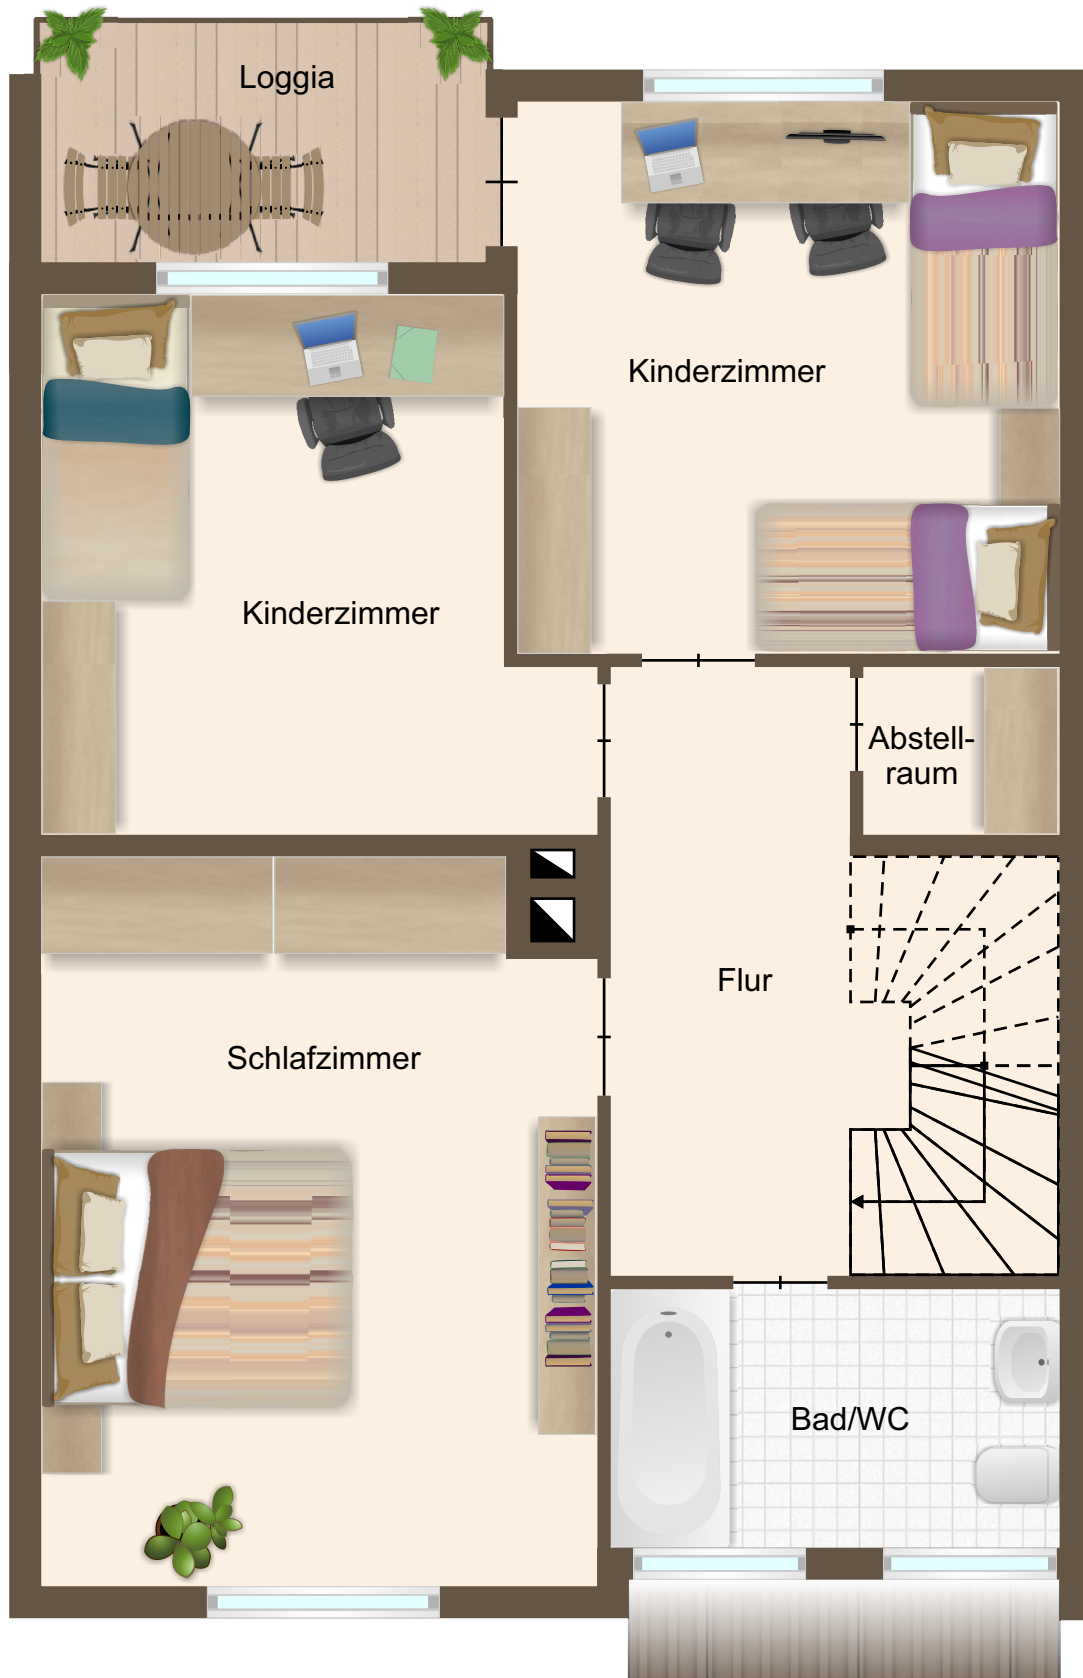 Loggia
Kinderzimmer
Kinderzimmer
Abstell-
raum
Flur
Schlafzimmer
Bad/WC